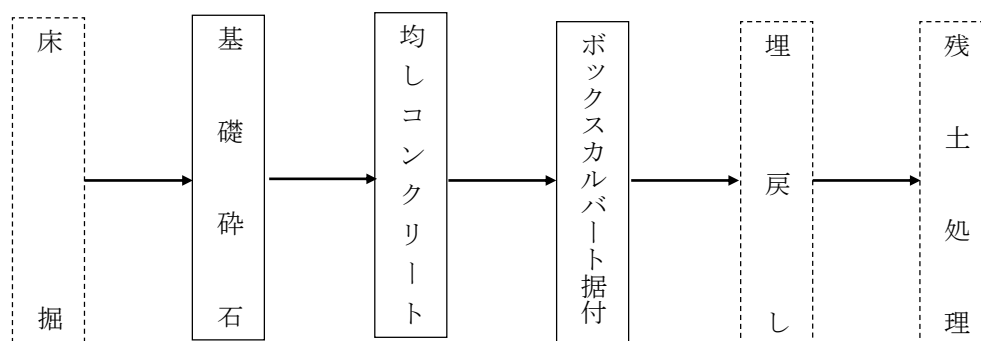 床掘
基礎砕石
均しコンクリート
ボックスカルバート据付
埋戻し
残土処理